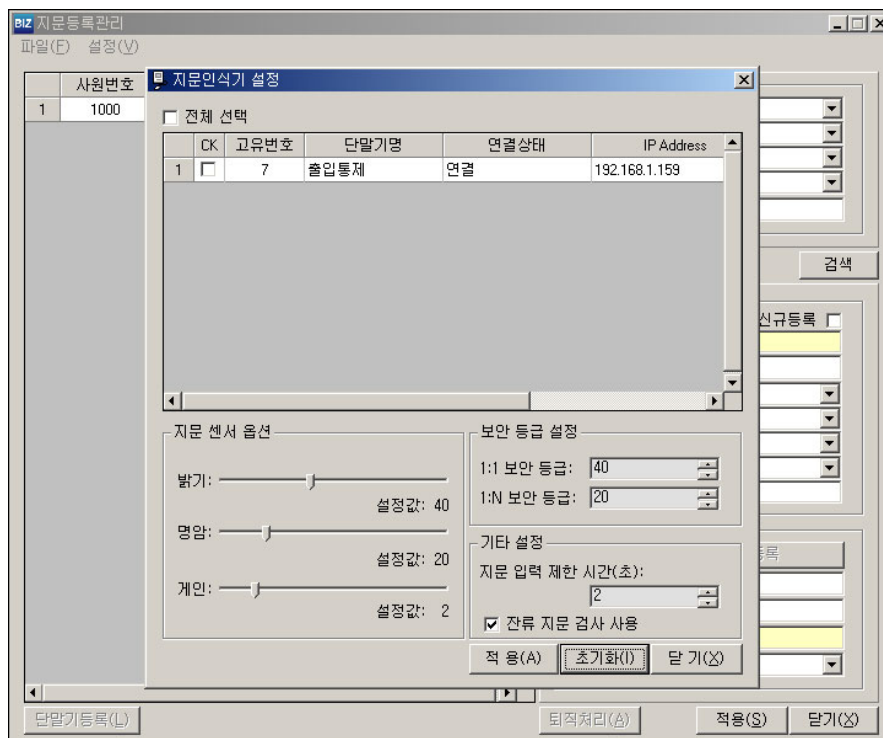 BIZ 지문등록관리
파일(F) 설정(V)
사원번호
1 1000
지문인식기 설정
전체 선택
CK 고유번호 단말기명 연결상태 IP Address
1 7 출입통제 연결 192.168.1.159
검색
신규등록
지문 센서 옵션
밝기:
설정값: 40
명암:
설정값: 20
게인:
설정값: 2
보안 등급 설정
1:1 보안 등급: 40
1:N 보안 등급: 20
기타 설정
지문 입력 제한 시간(초):
2
잔류 지문 검사 사용
적 용(A) 초기화(I) 닫 기(X)
단말기등록(L) 퇴직처리(A) 적용(S) 닫기(X)